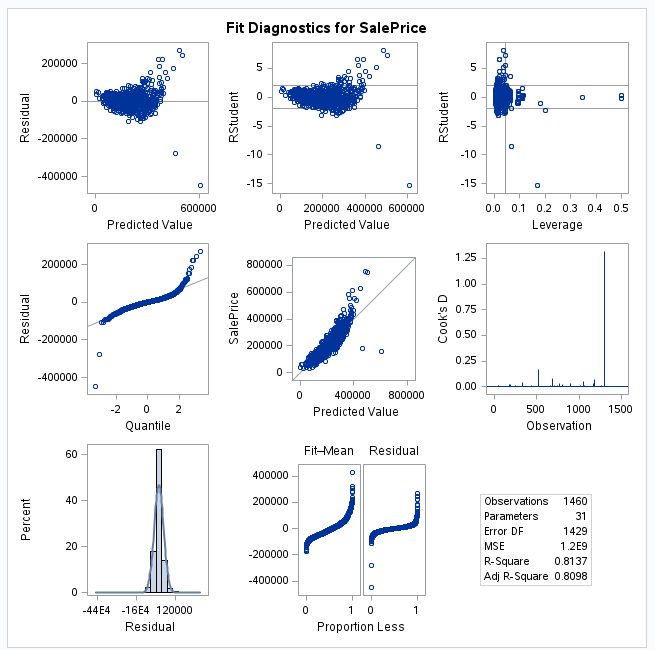 Fit Diagnostics for SalePrice
200000
0
-200000
-400000
Residual
0
600000
Predicted Value
5
0
-5
-10
-15
RStudent
0
200000
400000
600000
Predicted Value
5
0
-5
-10
-15
RStudent
0.0
0.1
0.2
0.3
0.4
0.5
Leverage
200000
0
-200000
-400000
Residual
-2
0
2
Quantile
800000
600000
400000
200000
0
SalePrice
0
400000
800000
Predicted Value
1.25
1.00
0.75
0.50
0.25
0.00
Cook's D
0
500
1000
1500
Observation
60
40
20
0
Percent
-44E4
-16E4
120000
Residual
Fit–Mean
Residual
400000
200000
0
-200000
-400000
0
1
0
1
Proportion Less
Observations 1460
Parameters 31
Error DF 1429
MSE 1.2E9
R-Square 0.8137
Adj R-Square 0.8098